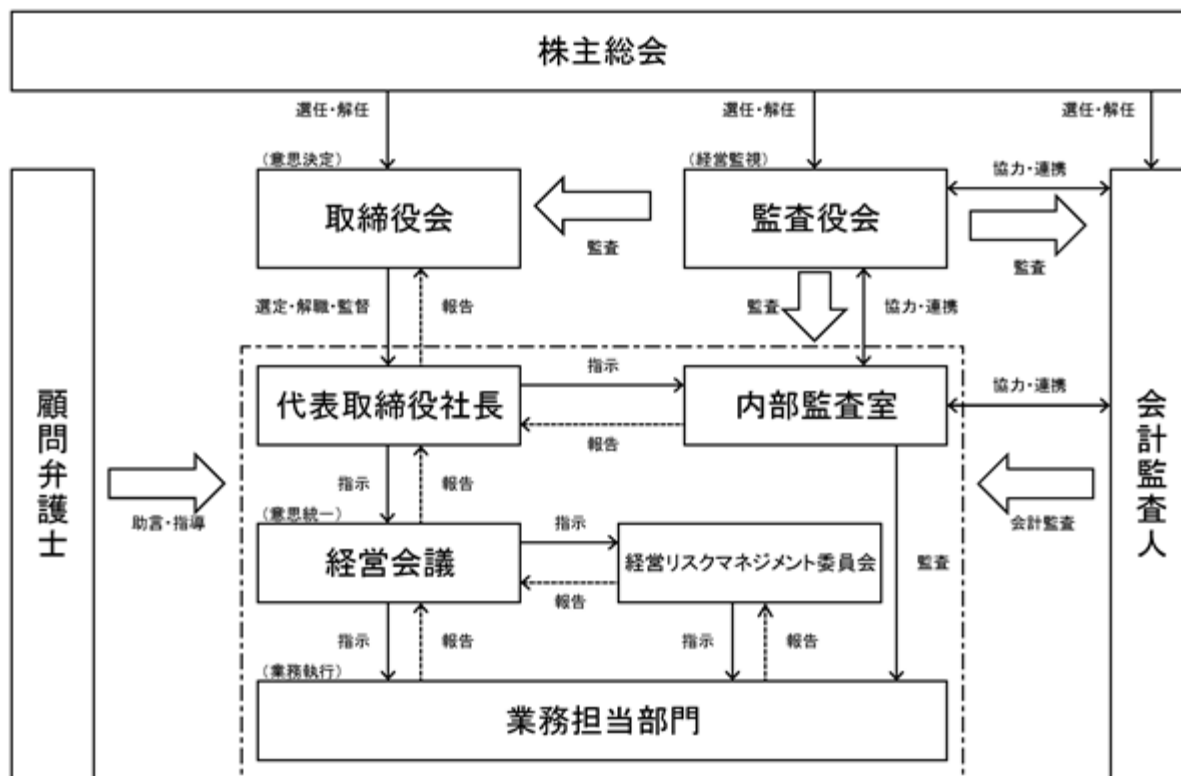 株主総会
選任・解任
選任・解任
選任・解任
(意思決定)
(経営監視)
協力・連携
取締役会
監査役会
監査
監査
選定・解職・監督
報告
監査
協力・連携
指示
代表取締役社長
内部監査室
協力・連携
報告
顧問弁護士
会計監査人
指示
報告
助言・指導
会計監査
(意思統一)
指示
経営会議
経営リスクマネジメント委員会
監査
報告
指示
報告
指示
報告
(業務執行)
業務担当部門